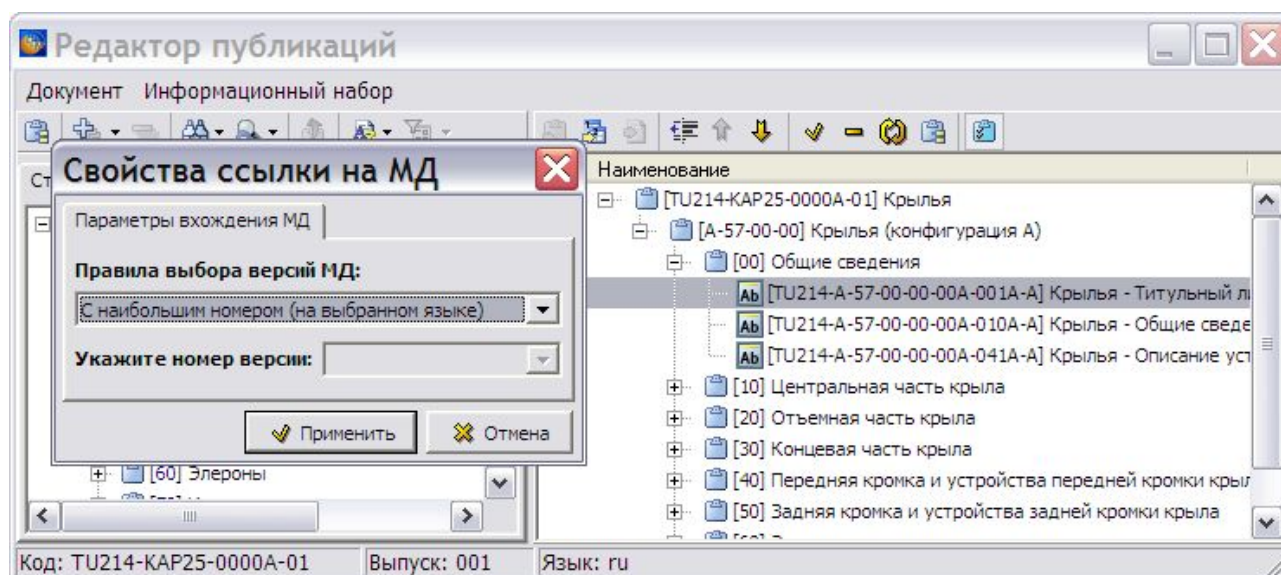 Редактор публикаций
Документ Информационный набор
Свойства ссылки на МД
Параметры вхождения МД
Правила выбора версий МД:
С наибольшим номером (на выбранном языке)
Укажите номер версии:
Применить
Отмена
[60] Элероны
Наименование
[TU214-KAP25-0000A-01] Крылья
[A-57-00-00] Крылья (конфигурация А)
[00] Общие сведения
[TU214-A-57-00-00-00A-001A-A] Крылья - Титульный
[TU214-A-57-00-00-00A-010A-A] Крылья - Общие сведе
[TU214-A-57-00-00-00A-041A-A] Крылья - Описание уст
[10] Центральная часть крыла
[20] Отъемная часть крыла
[30] Концевая часть крыла
[40] Передняя кромка и устройства передней кромки крыл
[50] Задняя кромка и устройства задней кромки крыла
Код: TU214-KAP25-0000A-01 Выпуск: 001 Язык: ru